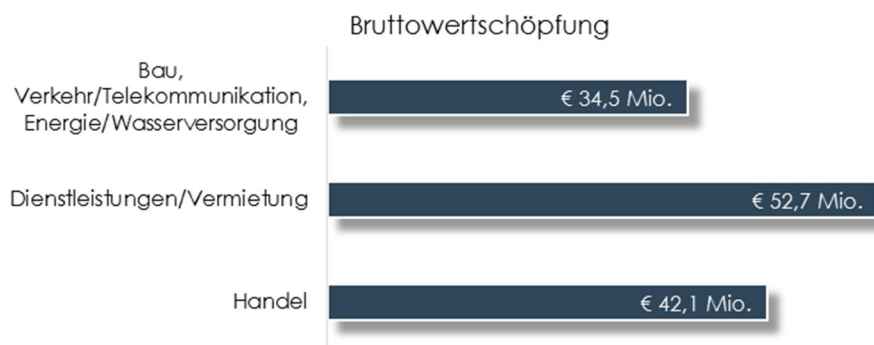 Bruttowertschöpfung
Bau,
Verkehr/Telekommunikation,
Energie/Wasserversorgung
€ 34,5 Mio.
Dienstleistungen/Vermietung
€ 52,7 Mio.
Handel
€ 42,1 Mio.